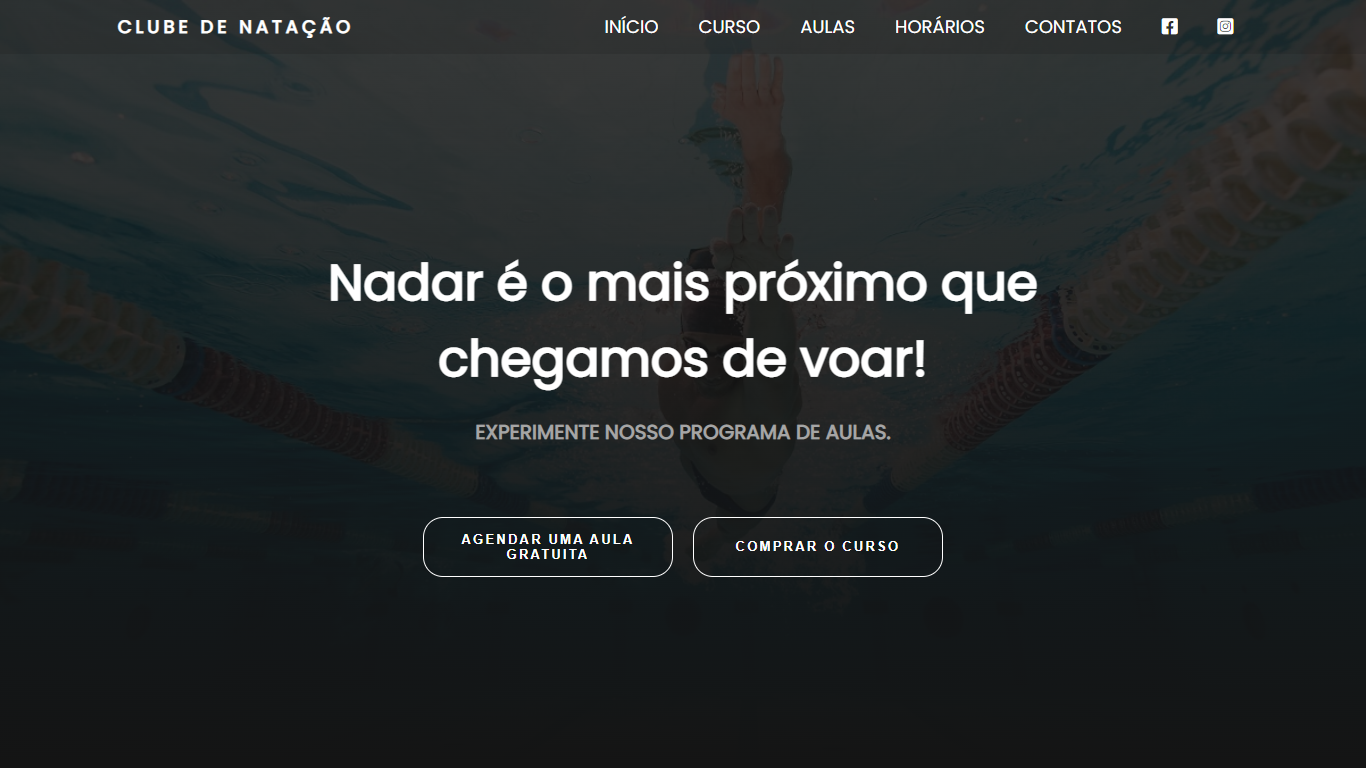 CLUBE DE NATAÇÃO
INÍCIO CURSO AULAS HORÁRIOS CONTATOS
Nadar é o mais próximo que
chegamos de voar!
EXPERIMENTE NOSSO PROGRAMA DE AULAS.
AGENDAR UMA AULA
GRATUITA
COMPRAR O CURSO